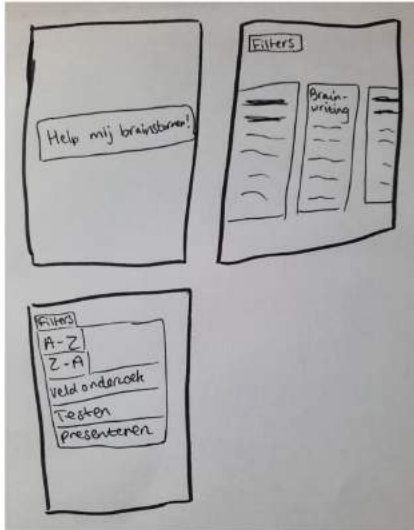 Help mij brainstormen!
Filters
Brain-
writing
Filters
A-Z
Z-A
Veld onderzoek
Testen
presenteren